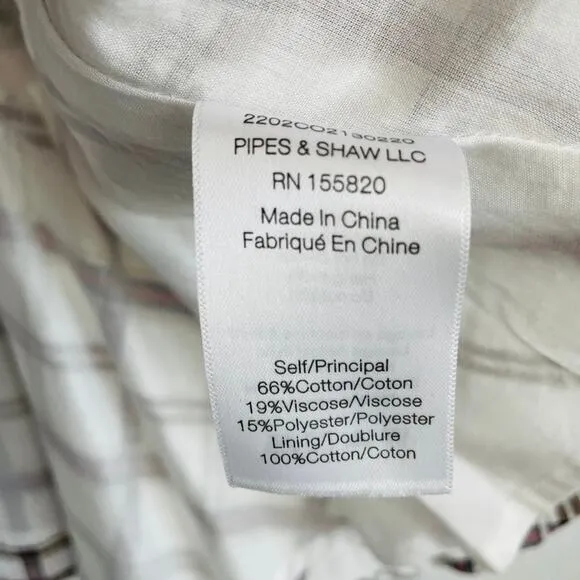 2202CO2130220
PIPES & SHAW LLC
RN 155820
Made In China
Fabriqué En Chine
Self/Principal
66%Cotton/Coton
19%Viscose/Viscose
15%Polyester/Polyester
Lining/Doublure
100%Cotton/Coton